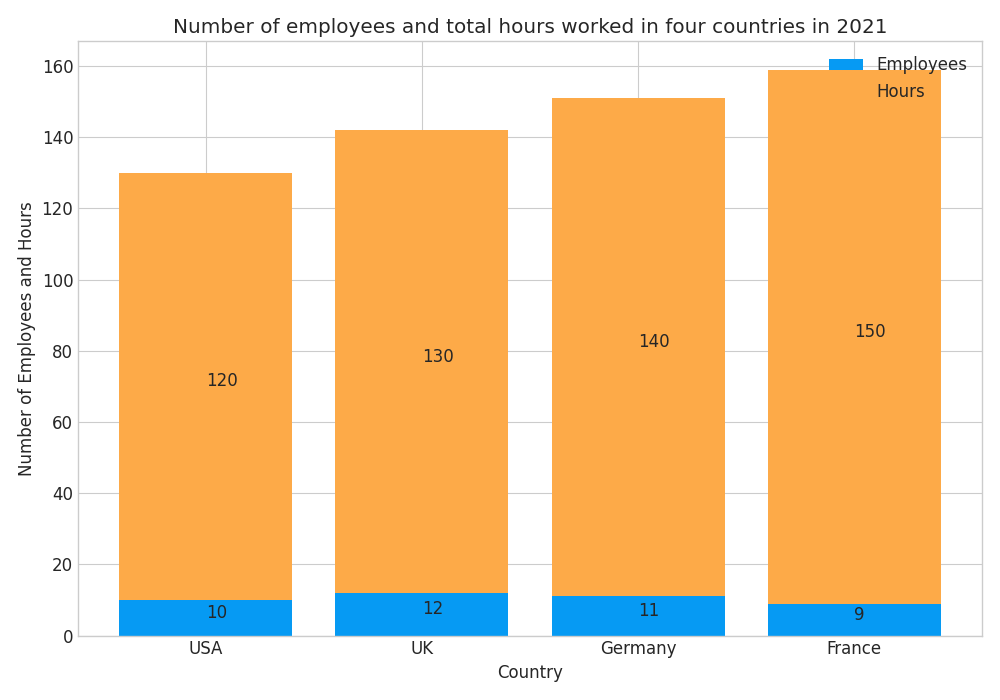 Number of employees and total hours worked in four countries in 2021
Employees
Hours
Number of Employees and Hours
160
140
120
100
80
60
40
20
0
120
130
140
150
10
12
11
9
USA
UK
Germany
France
Country